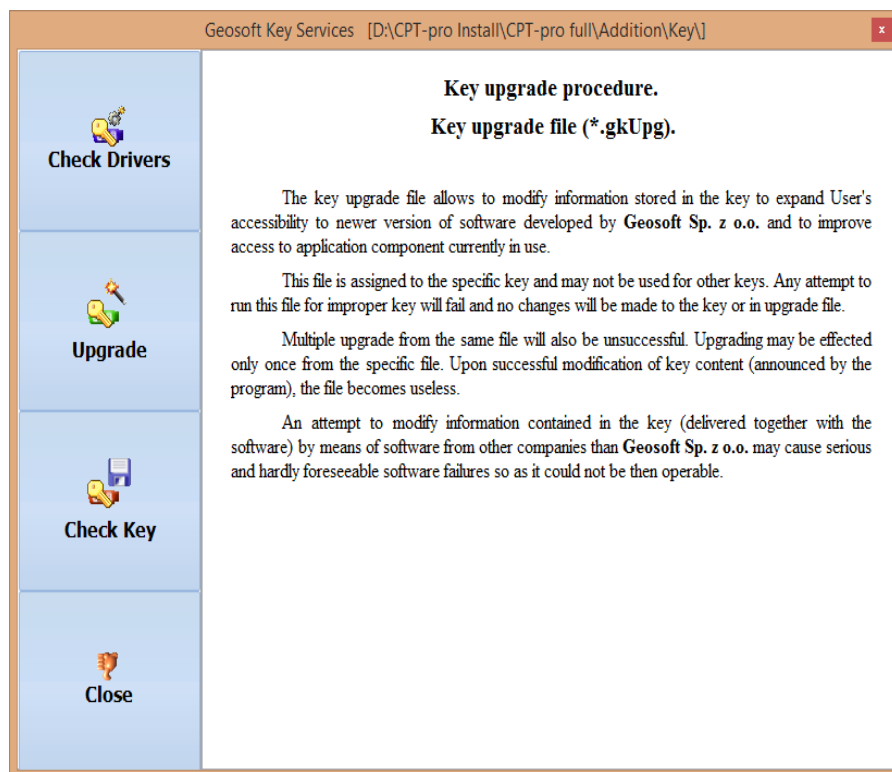 Geosoft Key Services [D:\CPT-pro Install\CPT-pro full\Addition\Key\]
x
Check Drivers
Upgrade
Check Key
Close
Key upgrade procedure.
Key upgrade file (*.gkUpg).
The key upgrade file allows to modify information stored in the key to expand User's
accessibility to newer version of software developed by Geosoft Sp. z o.o. and to improve
access to application component currently in use.
This file is assigned to the specific key and may not be used for other keys. Any attempt to
run this file for improper key will fail and no changes will be made to the key or in upgrade file.
Multiple upgrade from the same file will also be unsuccessful. Upgrading may be effected
only once from the specific file. Upon successful modification of key content (announced by the
program), the file becomes useless.
An attempt to modify information contained in the key (delivered together with the
software) by means of software from other companies than Geosoft Sp. z o.o. may cause serious
and hardly foreseeable software failures so as it could not be then operable.